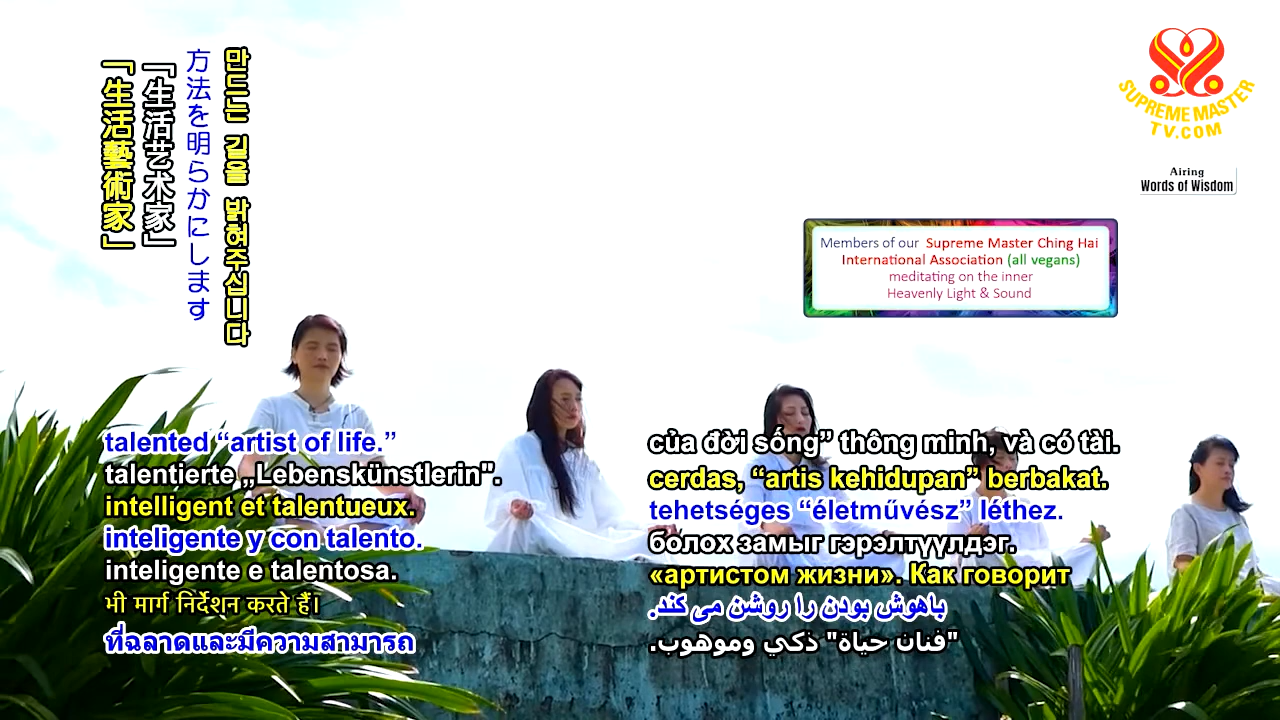 만드는 길을 밝혀주십니다
方法を明らかにします
「生活艺术家」
「生活藝術家」
SUPREME MASTER
TV.COM
Airing
Words of Wisdom
Members of our Supreme Master Ching Hai
International Association (all vegans)
meditating on the inner
Heavenly Light & Sound
talented “artist of life.”
talentierte „Lebenskünstlerin".
intelligent et talentueux.
inteligente y con talento.
inteligente e talentosa.
भी मार्ग निर्देशन करते हैं।
ที่ฉลาดและมีความสามารถ
của đời sống” thông minh, và có tài.
cerdas, “artis kehidupan” berbakat.
tehetséges “életművész” léthez.
болох замыг гэрэлтүүлдэг.
«артистом жизни». Как говорит
باهوش بودن را روشن می کند.
"فنان حياة" ذكي وموهوب.